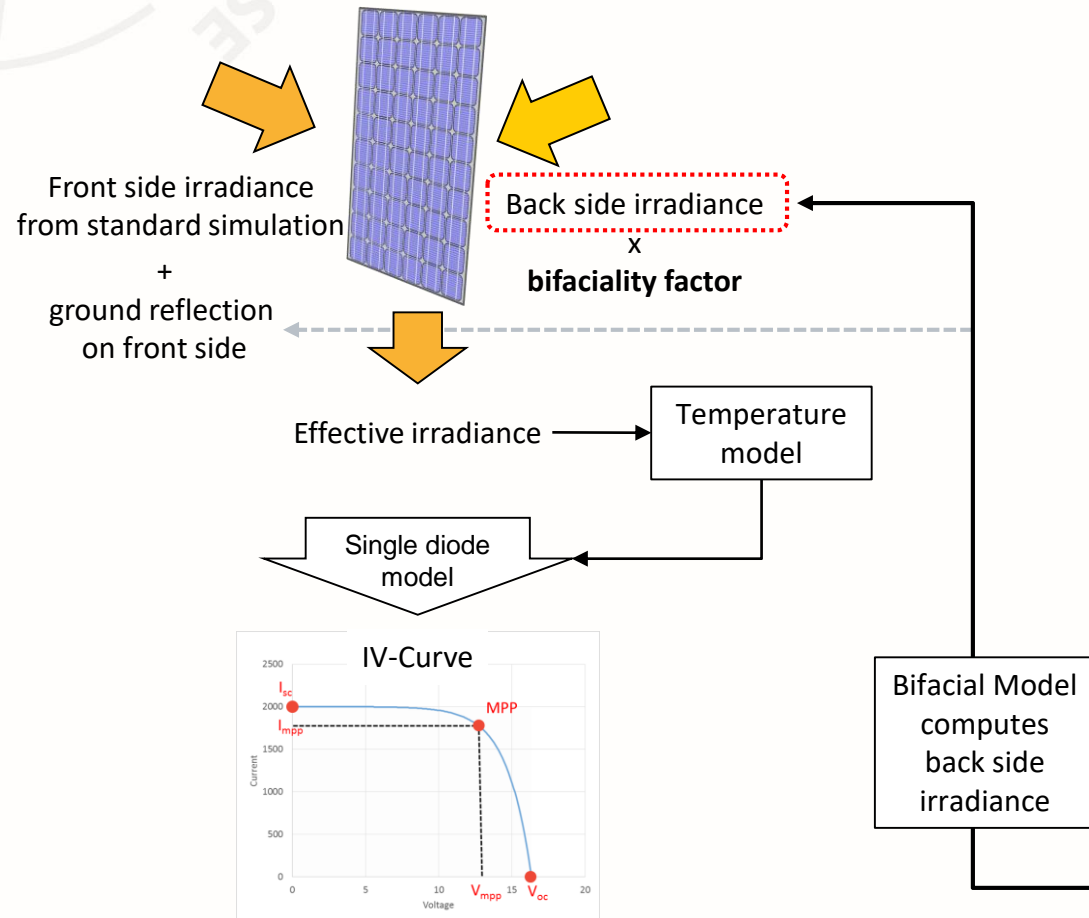 SE
Front side irradiance
from standard simulation
+
ground reflection
on front side
Back side irradiance
x
bifaciality factor
Effective irradiance
Temperature
model
Single diode
model
IV-Curve
2500
2000
1500
1000
500
0
Current
Isc
Impp
MPP
Vmpp
Voc
0
5
10
15
20
Voltage
Bifacial Model
computes
back side
irradiance